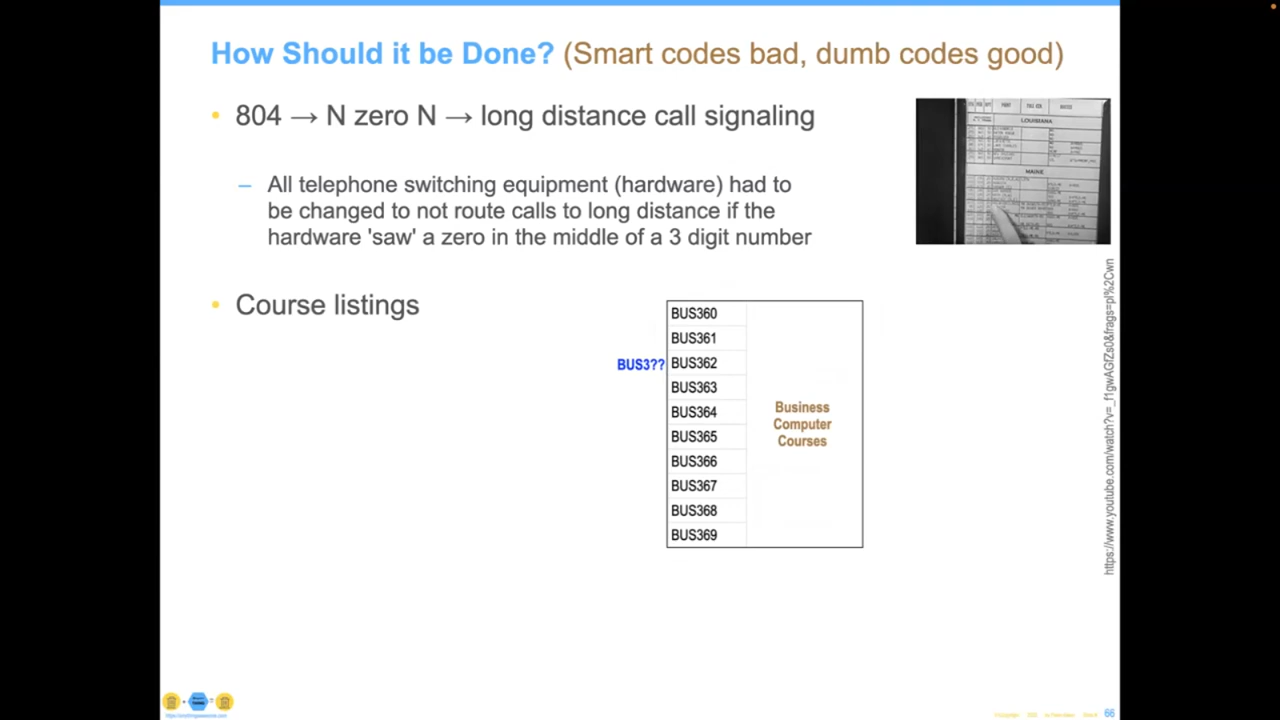 How Should it be Done? (Smart codes bad, dumb codes good)
• 804 → N zero N → long distance call signaling
– All telephone switching equipment (hardware) had to
be changed to not route calls to long distance if the
hardware 'saw' a zero in the middle of a 3 digit number
LOUISIANA
MAINE
• Course listings
BUS3??
BUS360
BUS361
BUS362
BUS363
BUS364
BUS365
BUS366
BUS367
BUS368
BUS369
Business
Computer
Courses
https://www.youtube.com/watch?v=_f1gwAGfZs0&frags=pl%2Cwn
66